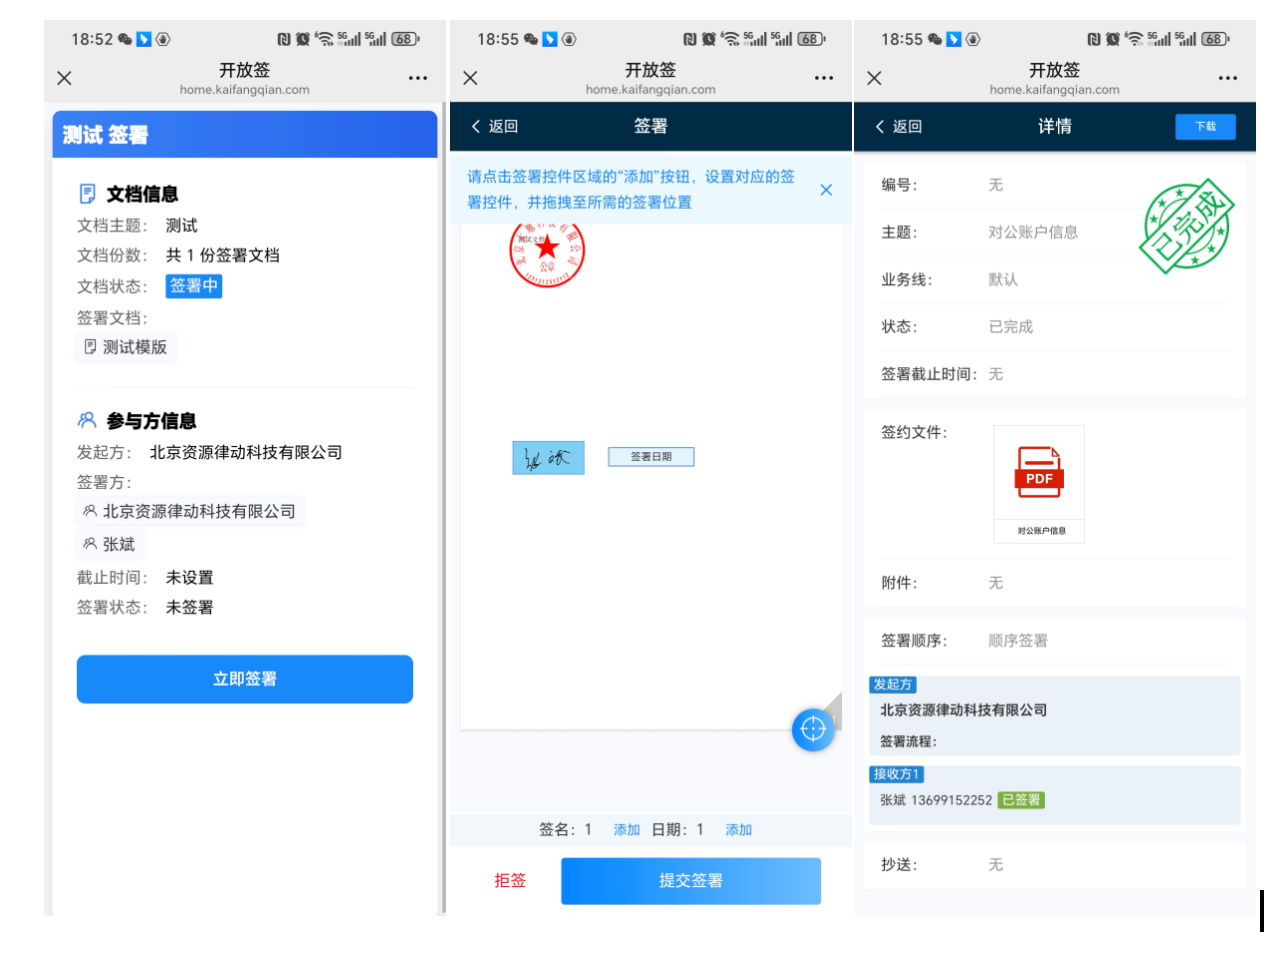 18:52
68
开放签
home.kaifangqian.com
测试 签署
文档信息
文档主题： 测试
文档份数： 共 1 份签署文档
文档状态： 签署中
签署文档：
测试模版
参与方信息
发起方： 北京资源律动科技有限公司
签署方：
北京资源律动科技有限公司
张斌
截止时间： 未设置
签署状态： 未签署
立即签署
18:55
68
开放签
home.kaifangqian.com
返回 签署
请点击签署控件区域的“添加”按钮，设置对应的签
署控件，并拖拽至所需的签署位置
测试文件
公章
签署日期
签名：1 添加 日期：1 添加
拒签 提交签署
18:55
68
开放签
home.kaifangqian.com
返回 详情 下载
编号： 无
已完成
主题： 对公账户信息
业务线： 默认
状态： 已完成
签署截止时间： 无
签约文件：
PDF
对公账户信息
附件： 无
签署顺序： 顺序签署
发起方
北京资源律动科技有限公司
签署流程：
接收方1
张斌 13699152252 已签署
抄送： 无